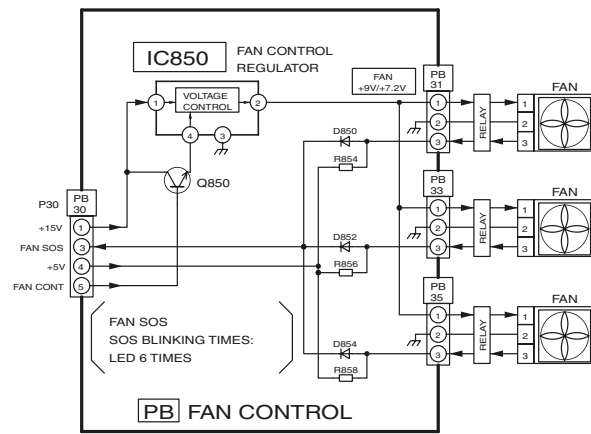 IC850
FAN CONTROL
REGULATOR
VOLTAGE
CONTROL
1
2
4
3
FAN
+9V/+7.2V
PB
31
1
2
3
RELAY
1
2
3
FAN
D850
R854
Q850
P30
PB
30
+15V
1
FAN SOS
3
+5V
4
FAN CONT
5
PB
33
1
2
3
RELAY
1
2
3
FAN
D852
R856
PB
35
1
2
3
RELAY
1
2
3
FAN
D854
R858
FAN SOS
SOS BLINKING TIMES:
LED 6 TIMES
PB FAN CONTROL